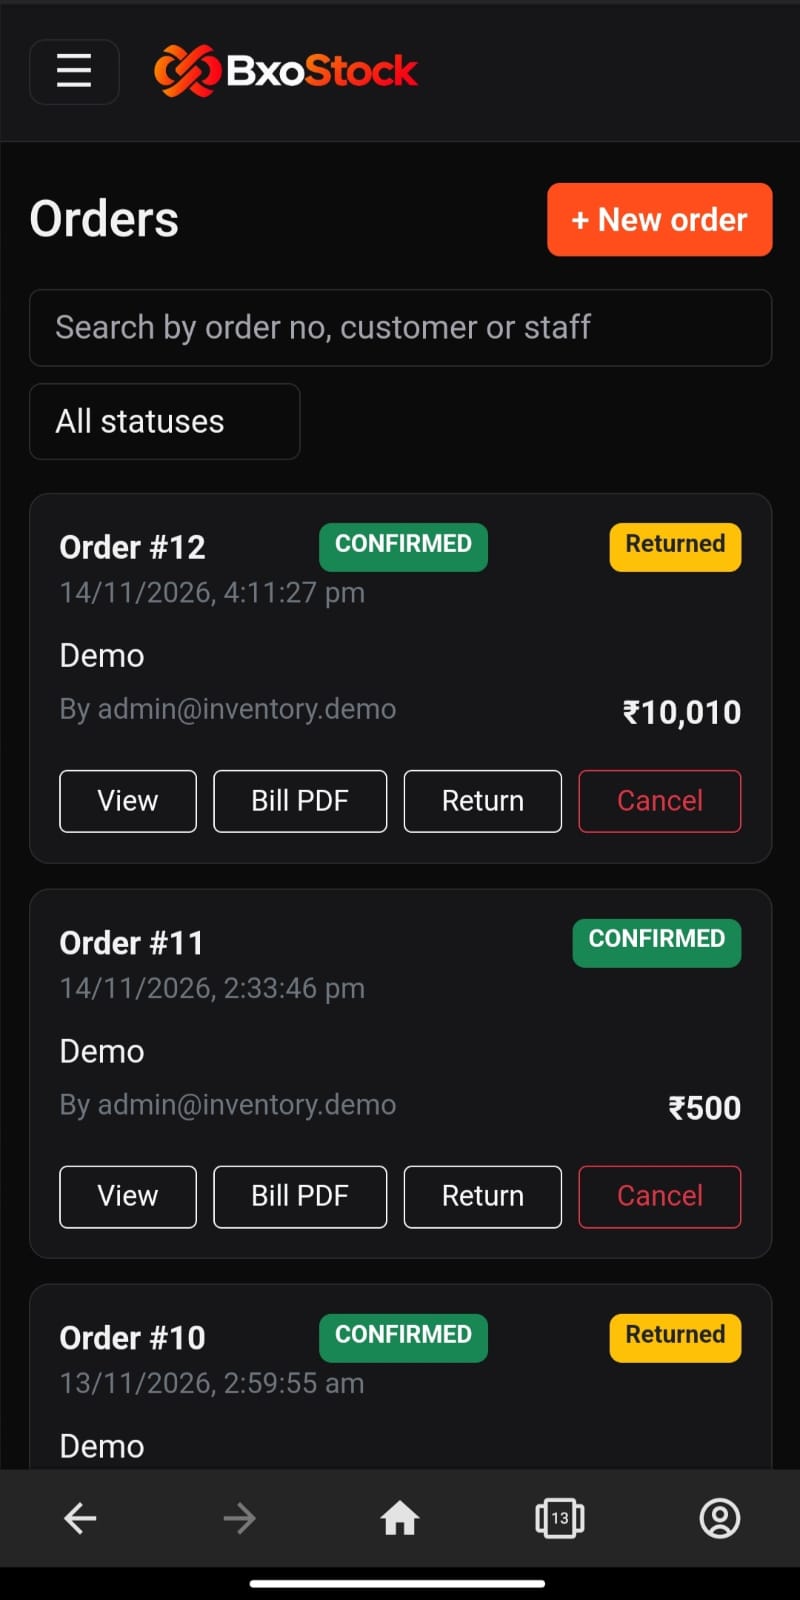 BxoStock
Orders
+ New order
Search by order no, customer or staff
All statuses
Order #12 CONFIRMED Returned
14/11/2026, 4:11:27 pm
Demo
By admin@inventory.demo ₹10,010
View Bill PDF Return Cancel
Order #11 CONFIRMED
14/11/2026, 2:33:46 pm
Demo
By admin@inventory.demo ₹500
View Bill PDF Return Cancel
Order #10 CONFIRMED Returned
13/11/2026, 2:59:55 am
Demo
13